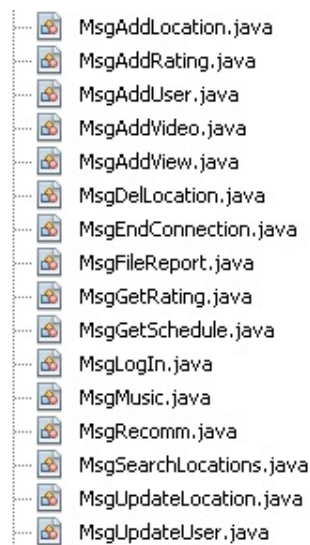 MsgAddLocation.java
MsgAddRating.java
MsgAddUser.java
MsgAddVideo.java
MsgAddView.java
MsgDelLocation.java
MsgEndConnection.java
MsgFileReport.java
MsgGetRating.java
MsgGetSchedule.java
MsgLogIn.java
MsgMusic.java
MsgRecomm.java
MsgSearchLocations.java
MsgUpdateLocation.java
MsgUpdateUser.java